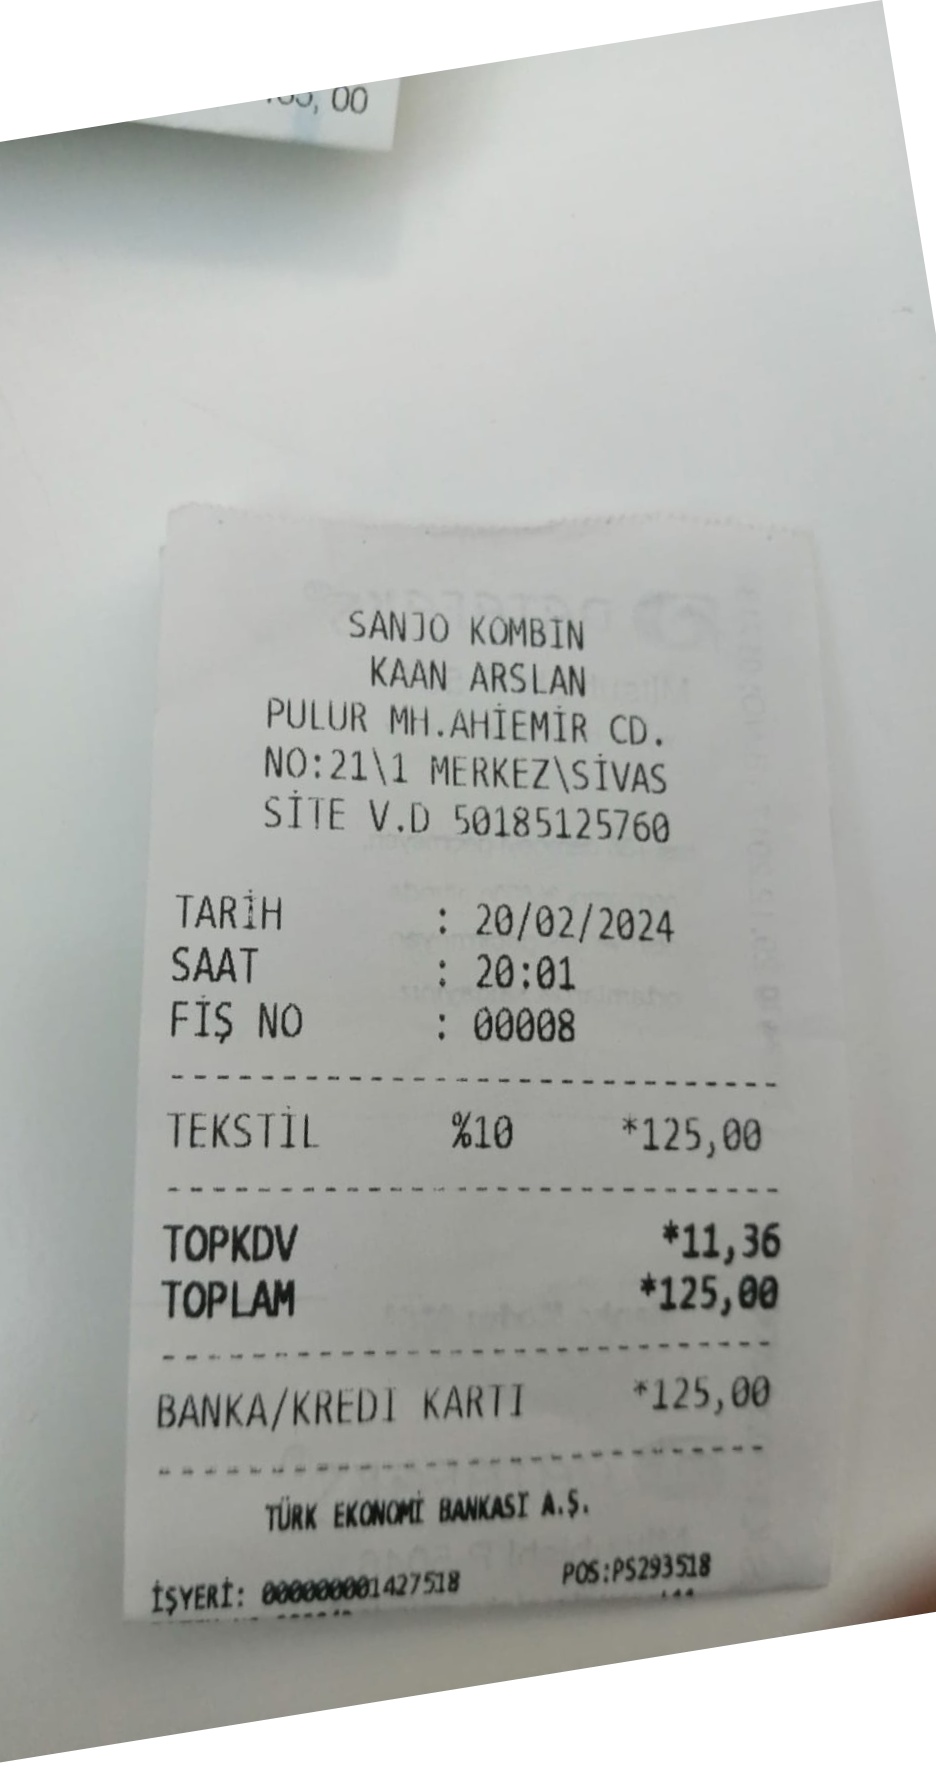 , 00
SANJO KOMBİN
KAAN ARSLAN
PULUR MH.AHİEMİR CD.
NO:21\1 MERKEZ\SİVAS
SİTE V.D 50185125760
TARİH : 20/02/2024
SAAT : 20:01
FİŞ NO : 00008
TEKSTİL %10 *125,00
TOPKDV *11,36
TOPLAM *125,00
BANKA/KREDI KARTI *125,00
TÜRK EKONOMİ BANKASI A.Ş.
İŞYERİ: 000000001427518 POS:PS293518